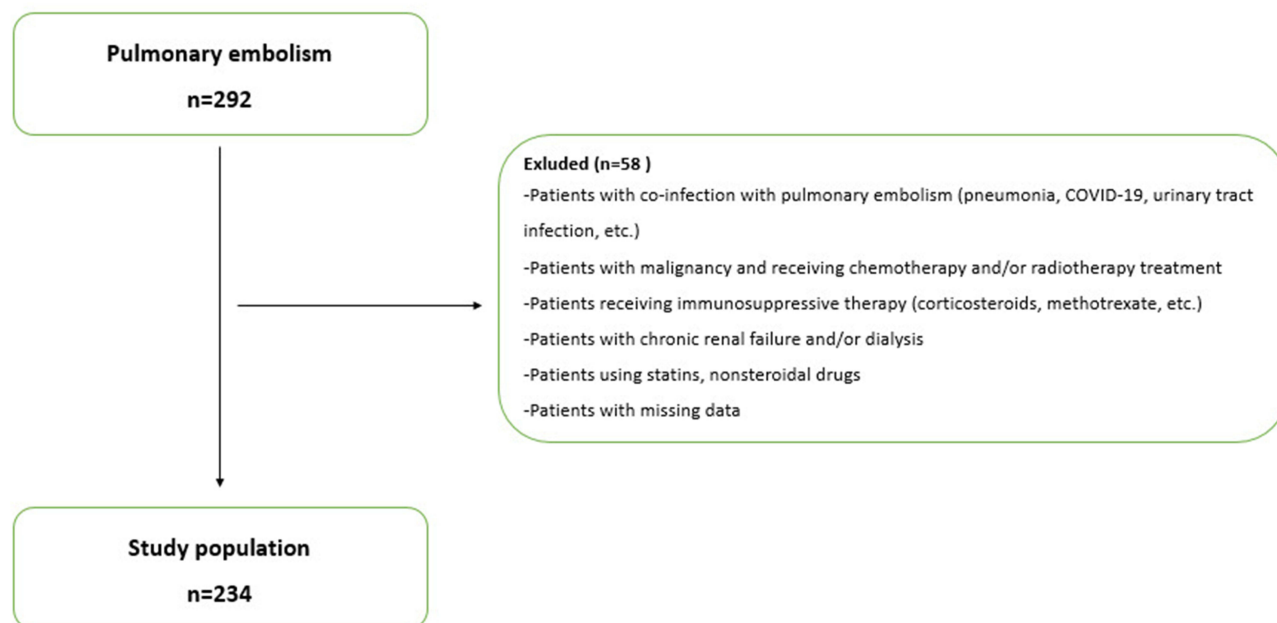 Pulmonary embolism
n=292
Exluded (n=58 )
-Patients with co-infection with pulmonary embolism (pneumonia, COVID-19, urinary tract
infection, etc.)
-Patients with malignancy and receiving chemotherapy and/or radiotherapy treatment
-Patients receiving immunosuppressive therapy (corticosteroids, methotrexate, etc.)
-Patients with chronic renal failure and/or dialysis
-Patients using statins, nonsteroidal drugs
-Patients with missing data
Study population
n=234